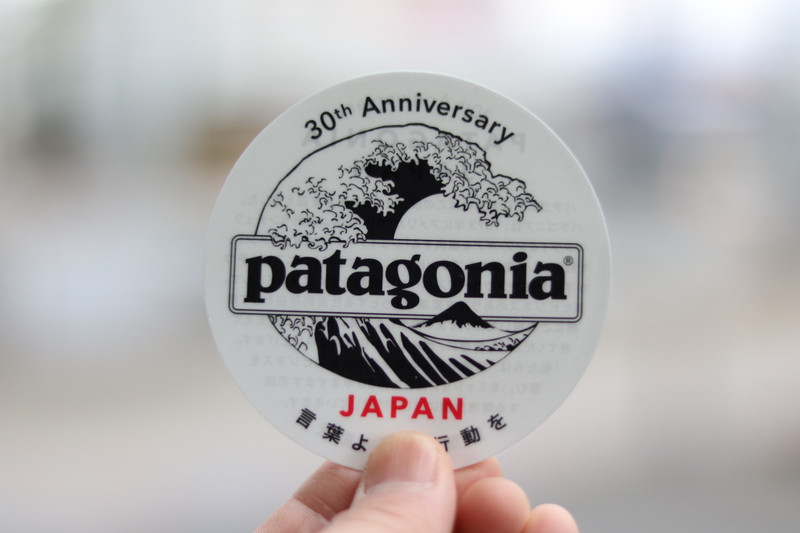 30th Anniversary
patagonia®
JAPAN
言葉よ 行動を